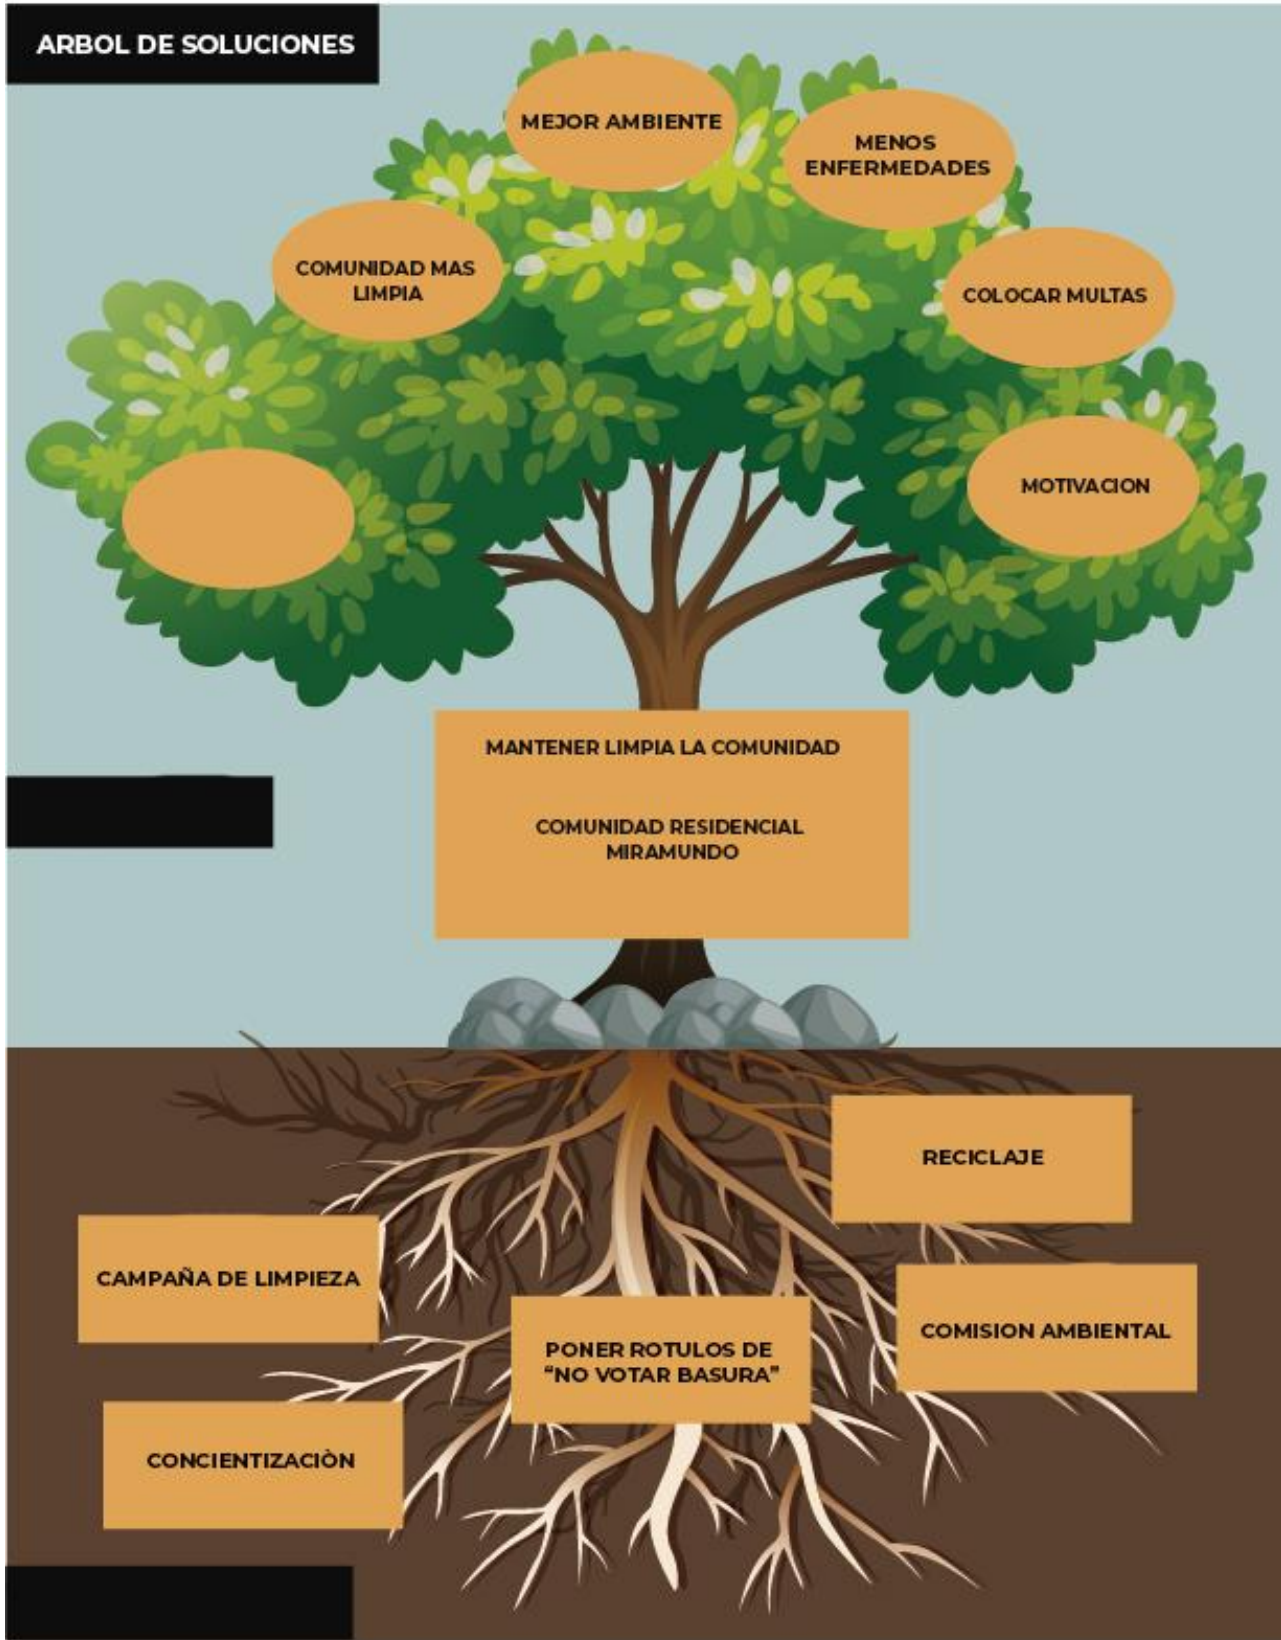 ARBOL DE SOLUCIONES
MEJOR AMBIENTE
MENOS
ENFERMEDADES
COMUNIDAD MAS
LIMPIA
COLOCAR MULTAS
MOTIVACION
MANTENER LIMPIA LA COMUNIDAD
COMUNIDAD RESIDENCIAL
MIRAMUNDO
RECICLAJE
CAMPAÑA DE LIMPIEZA
COMISION AMBIENTAL
PONER ROTULOS DE
“NO VOTAR BASURA”
CONCIENTIZACIÒN